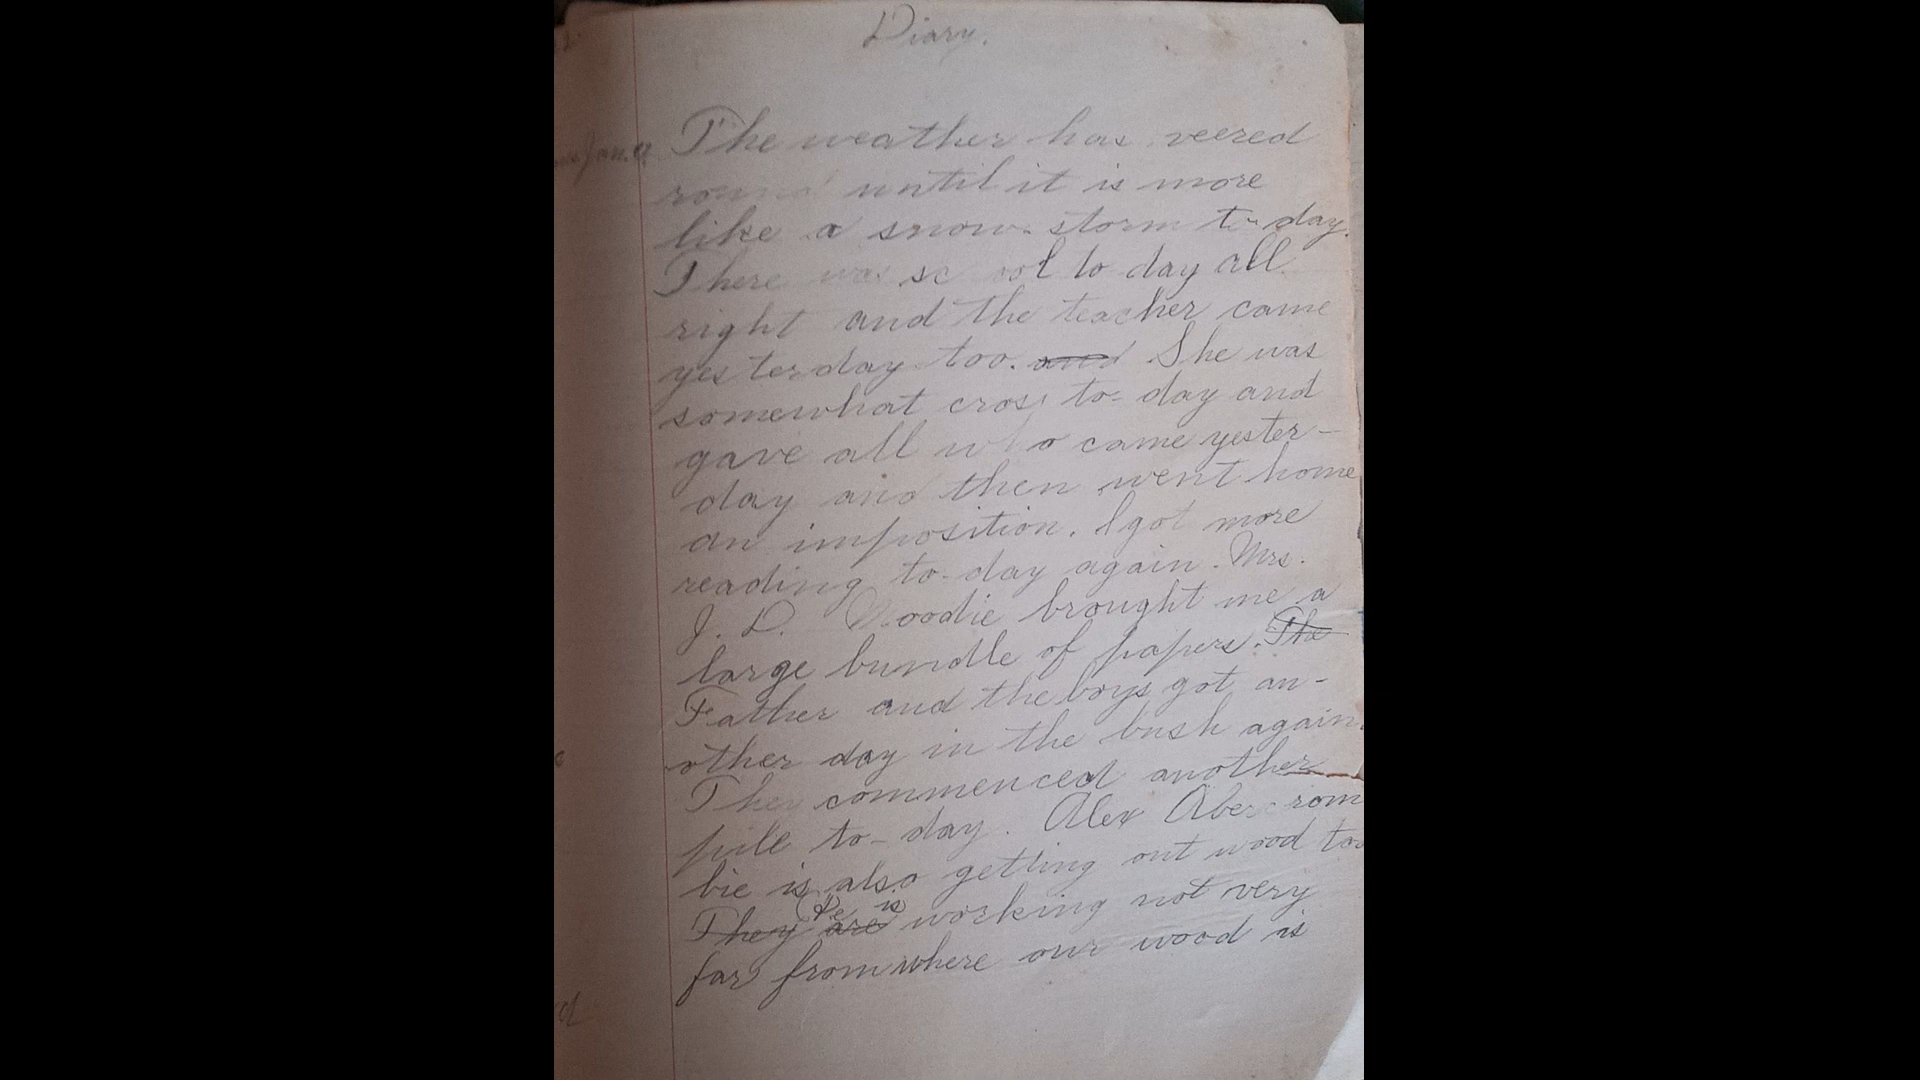 Diary.
Jan. 9 The weather has veered
round until it is more
like a snow-storm to-day.
There was school to day all
right and the teacher came
yesterday too. and She was
somewhat cross to-day and
gave all who came yester-
day and then went home
an imposition. I got more
reading to-day again. Mrs.
J. D. Moodie brought me a
large bundle of papers. The
Father and the boys got an-
other day in the bush again.
They commenced another
pile to-day. Alex Abercrom
bie is also getting out wood too
He is
They are working not very
far from where our wood is